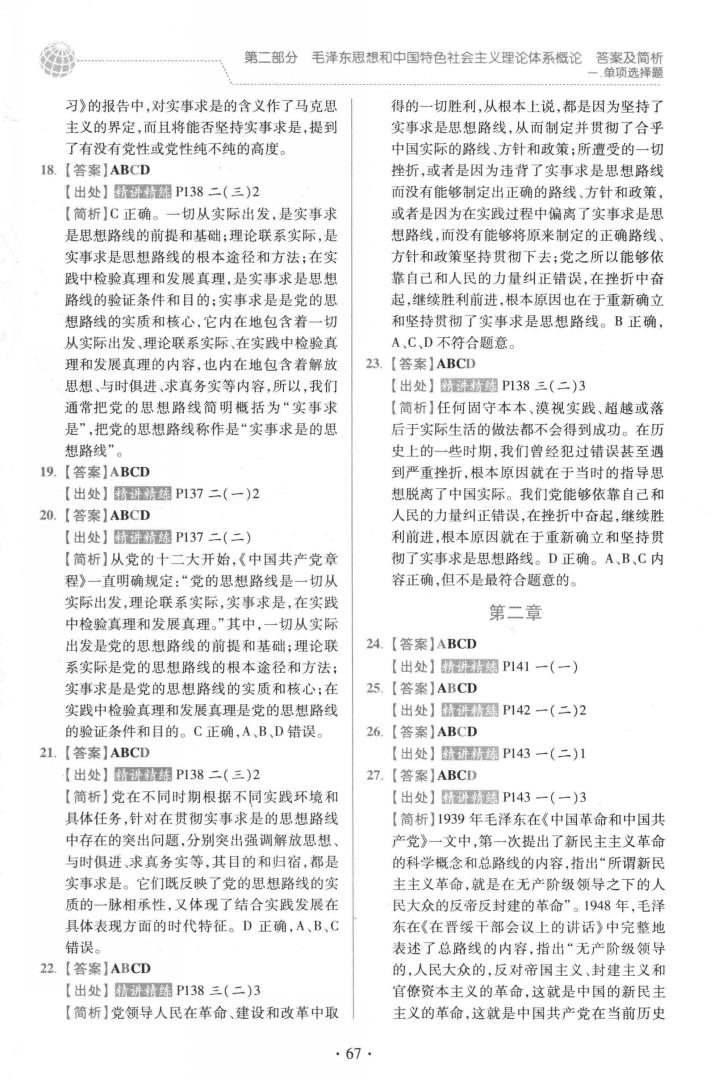 第二部分 毛泽东思想和中国特色社会主义理论体系概论 答案及简析
一、单项选择题
习》的报告中,对实事求是的含义作了马克思
主义的界定,而且将能否坚持实事求是,提到
了有没有党性或党性纯不纯的高度。
18. 【答案】ABCD
【出处】精讲精练 P138 二(三)2
【简析】C 正确。一切从实际出发,是实事求
是思想路线的前提和基础;理论联系实际,是
实事求是思想路线的根本途径和方法;在实
践中检验真理和发展真理,是实事求是思想
路线的验证条件和目的;实事求是是党的思
想路线的实质和核心,它内在地包含着一切
从实际出发、理论联系实际、在实践中检验真
理和发展真理的内容,也内在地包含着解放
思想、与时俱进、求真务实等内容,所以,我们
通常把党的思想路线简明概括为“实事求
是”,把党的思想路线称作是“实事求是的思
想路线”。
19. 【答案】ABCD
【出处】精讲精练 P137 二(一)2
20. 【答案】ABCD
【出处】精讲精练 P137 二(二)
【简析】从党的十二大开始,《中国共产党章
程》一直明确规定:“党的思想路线是一切从
实际出发,理论联系实际,实事求是,在实践
中检验真理和发展真理。”其中,一切从实际
出发是党的思想路线的前提和基础;理论联
系实际是党的思想路线的根本途径和方法;
实事求是是党的思想路线的实质和核心;在
实践中检验真理和发展真理是党的思想路线
的验证条件和目的。C 正确,A、B、D 错误。
21. 【答案】ABCD
【出处】精讲精练 P138 二(三)2
【简析】党在不同时期根据不同实践环境和
具体任务,针对在贯彻实事求是的思想路线
中存在的突出问题,分别突出强调解放思想、
与时俱进、求真务实等,其目的和归宿,都是
实事求是。它们既反映了党的思想路线的实
质的一脉相承性,又体现了结合实践发展在
具体表现方面的时代特征。D 正确,A、B、C
错误。
22. 【答案】ABCD
【出处】精讲精练 P138 三(二)3
【简析】党领导人民在革命、建设和改革中取
得的一切胜利,从根本上说,都是因为坚持了
实事求是思想路线,从而制定并贯彻了合乎
中国实际的路线、方针和政策;所遭受的一切
挫折,或者是因为违背了实事求是思想路线
而没有能够制定出正确的路线、方针和政策,
或者是因为在实践过程中偏离了实事求是思
想路线,而没有能够将原来制定的正确路线、
方针和政策坚持贯彻下去;党之所以能够依
靠自己和人民的力量纠正错误,在挫折中奋
起,继续胜利前进,根本原因也在于重新确立
和坚持贯彻了实事求是思想路线。B 正确,
A、C、D 不符合题意。
23. 【答案】ABCD
【出处】精讲精练 P138 三(二)3
【简析】任何固守本本、漠视实践、超越或落
后于实际生活的做法都不会得到成功。在历
史上的一些时期,我们曾经犯过错误甚至遇
到严重挫折,根本原因就在于当时的指导思
想脱离了中国实际。我们党能够依靠自己和
人民的力量纠正错误,在挫折中奋起,继续胜
利前进,根本原因就在于重新确立和坚持贯
彻了实事求是思想路线。D 正确。A、B、C 内
容正确,但不是最符合题意的。
第二章
24. 【答案】ABCD
【出处】精讲精练 P141 一(一)
25. 【答案】ABCD
【出处】精讲精练 P142 一(二)2
26. 【答案】ABCD
【出处】精讲精练 P143 一(二)1
27. 【答案】ABCD
【出处】精讲精练 P143 一(一)3
【简析】1939 年毛泽东在《中国革命和中国共
产党》一文中,第一次提出了新民主主义革命
的科学概念和总路线的内容,指出“所谓新民
主主义革命,就是在无产阶级领导之下的人
民大众的反帝反封建的革命”。1948 年,毛泽
东在《在晋绥干部会议上的讲话》中完整地
表述了总路线的内容,指出“无产阶级领导
的,人民大众的,反对帝国主义、封建主义和
官僚资本主义的革命,这就是中国的新民主
主义的革命,这就是中国共产党在当前历史
· 67 ·